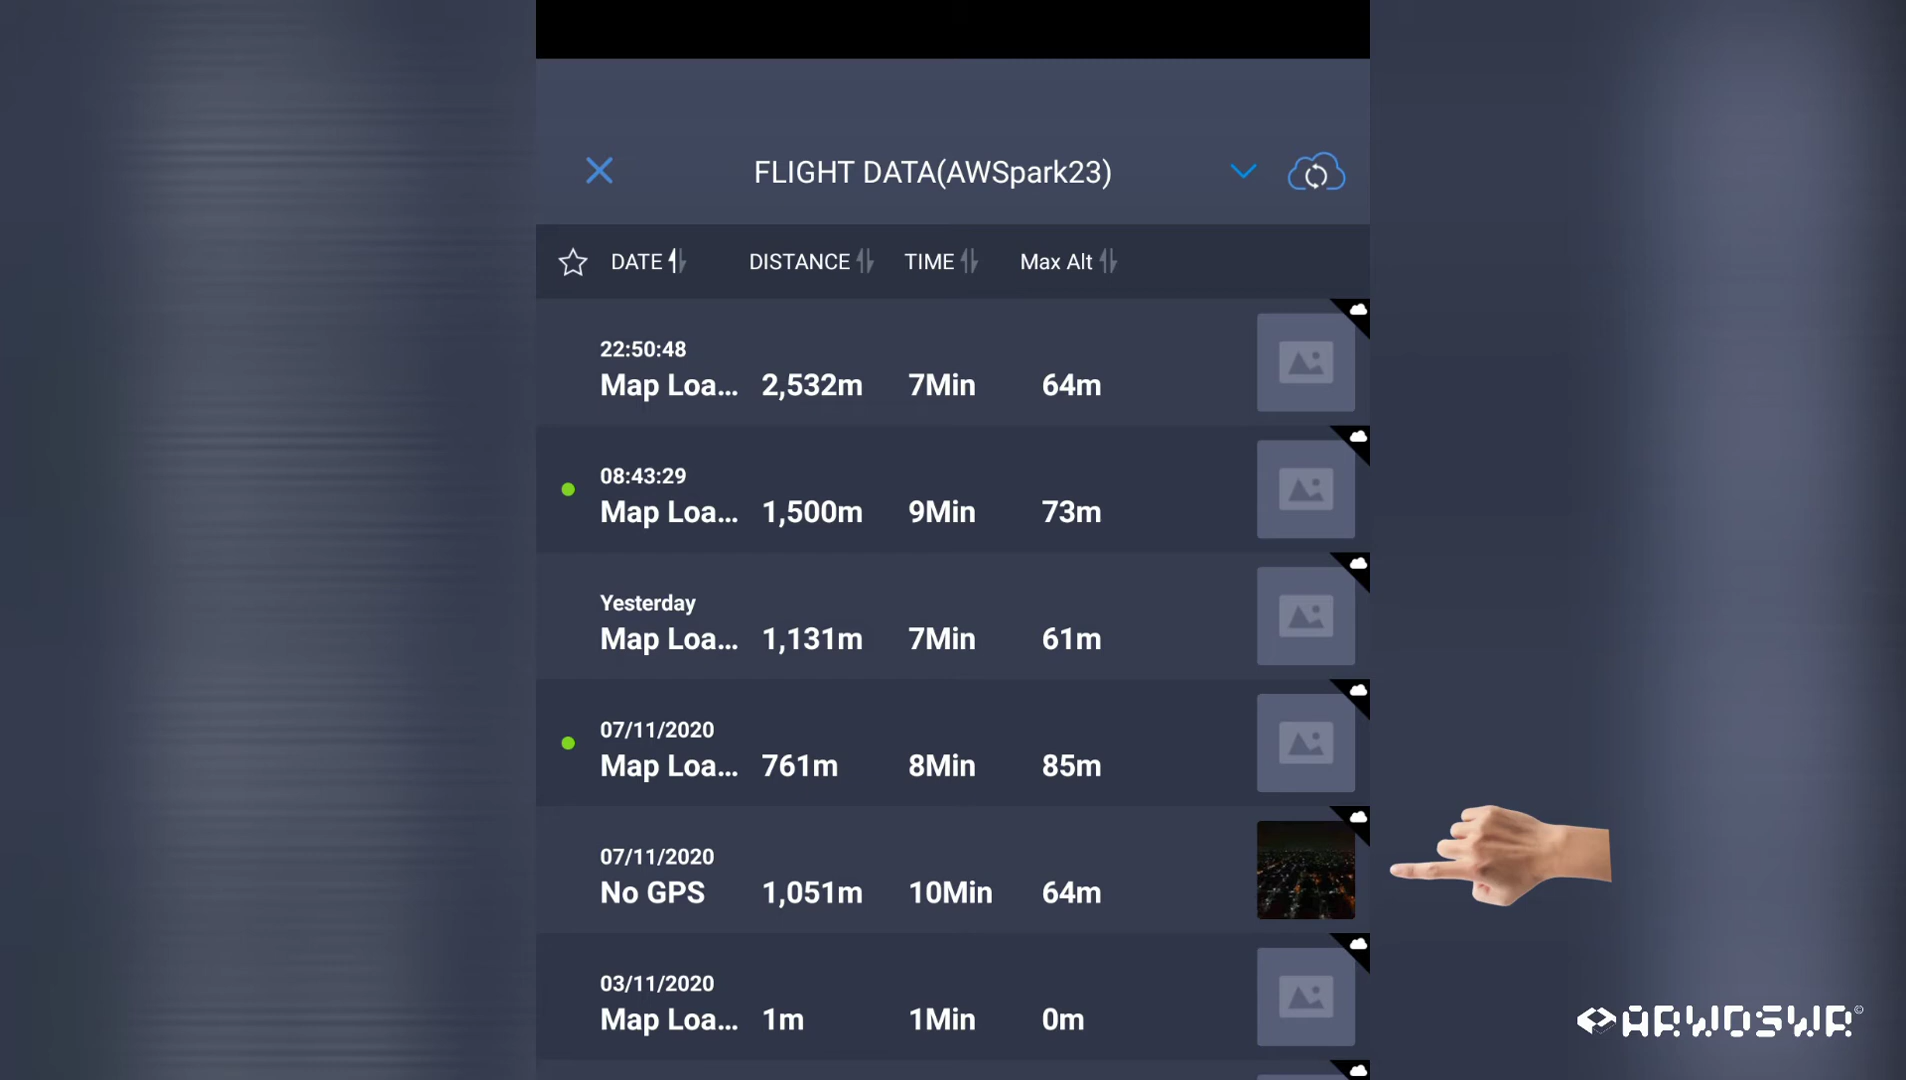 FLIGHT DATA(AWSpark23)
DATE DISTANCE TIME Max Alt
22:50:48
Map Loa... 2,532m 7Min 64m
08:43:29
Map Loa... 1,500m 9Min 73m
Yesterday
Map Loa... 1,131m 7Min 61m
07/11/2020
Map Loa... 761m 8Min 85m
07/11/2020
No GPS 1,051m 10Min 64m
03/11/2020
Map Loa... 1m 1Min 0m
ARWDSWR©